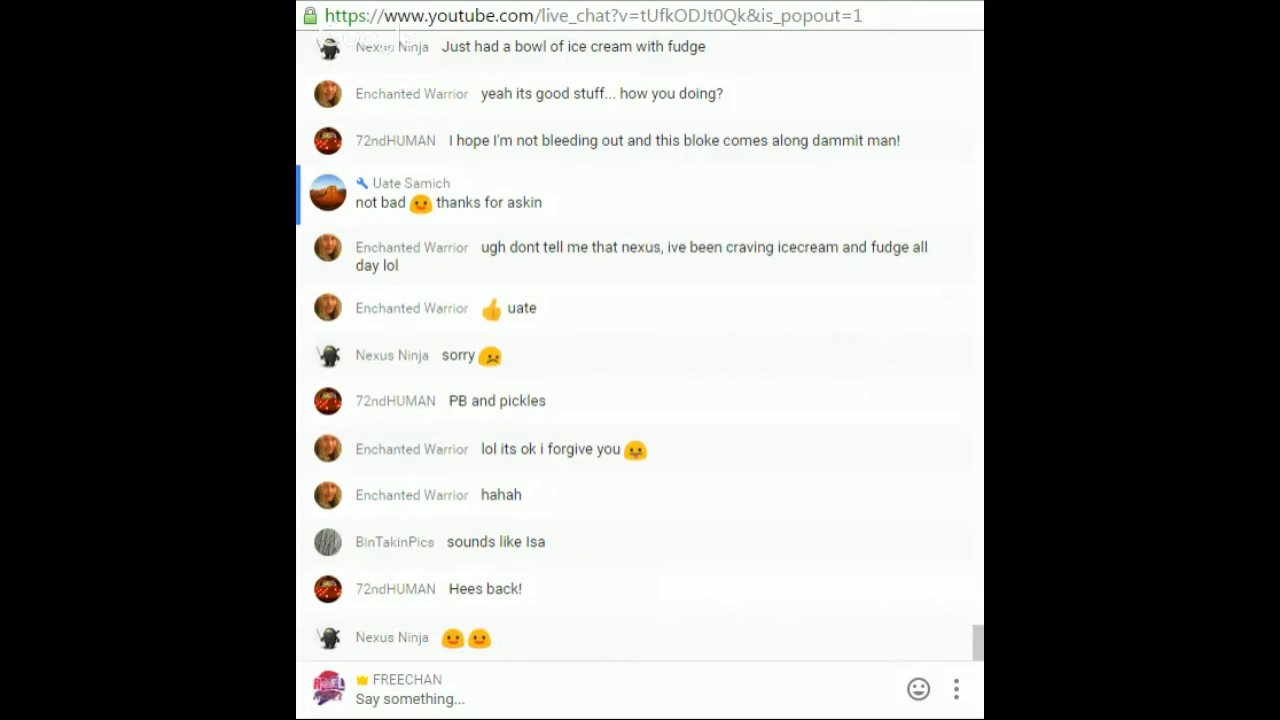 https://www.youtube.com/live_chat?v=tUfkODJt0Qk&is_popout=1
Nexus Ninja Just had a bowl of ice cream with fudge
Enchanted Warrior yeah its good stuff... how you doing?
72ndHUMAN I hope I'm not bleeding out and this bloke comes along dammit man!
Uate Samich
not bad thanks for askin
Enchanted Warrior ugh dont tell me that nexus, ive been craving icecream and fudge all
day lol
Enchanted Warrior uate
Nexus Ninja sorry
72ndHUMAN PB and pickles
Enchanted Warrior lol its ok i forgive you
Enchanted Warrior hahah
BinTakinPics sounds like Isa
72ndHUMAN Hees back!
Nexus Ninja
FREECHAN
Say something...